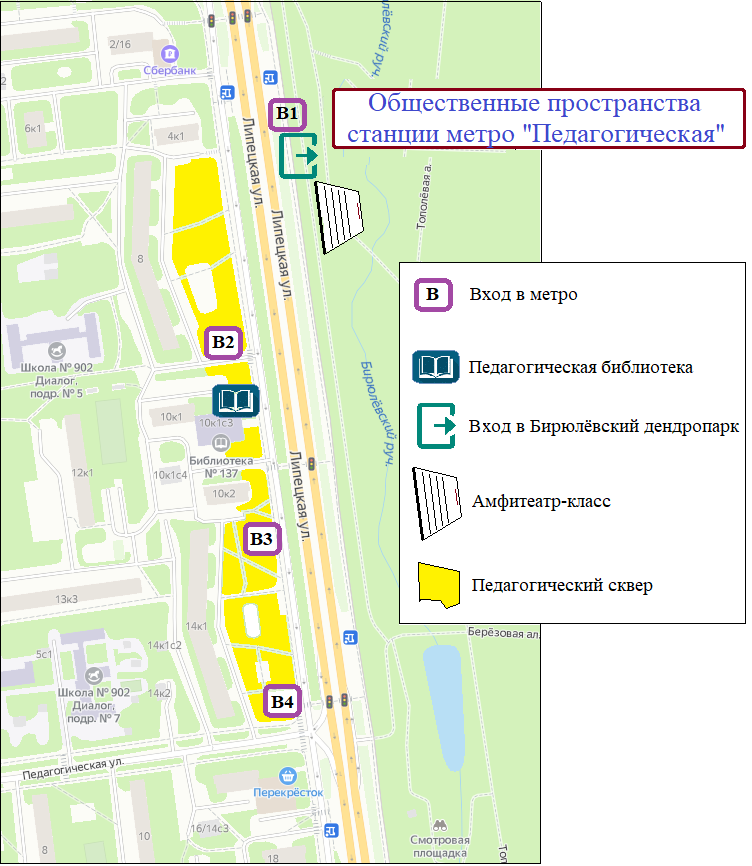 Общественные пространства
станции метро "Педагогическая"
2/16
Сбербанк
Бирюлёвский руч.
В1
6к1
4к1
Липецкая ул.
Липецкая ул.
Тополёвая а.
8
В2
Школа № 902
Диалог,
подр. № 5
10к1
10к1с3
Библиотека
№ 137
Бирюлёвский руч.
12к1
10к1с4
10к2
Липецкая ул.
В3
В
Вход в метро
Педагогическая библиотека
Вход в Бирюлёвский дендропарк
Амфитеатр-класс
Педагогический сквер
13к3
14к1
14к1с2
5с1
Школа № 902
Диалог,
подр. № 7
14к2
В4
Берёзовая ал.
Педагогическая ул.
Перекрёсток
8
10
16/14с3
18
Смотровая
площадка